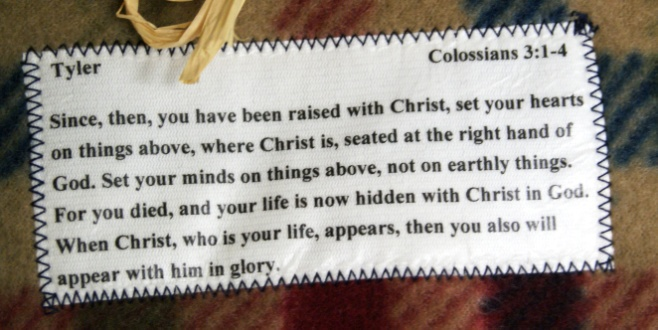 Tyler Colossians 3:1-4
Since, then, you have been raised with Christ, set your hearts
on things above, where Christ is, seated at the right hand of
God. Set your minds on things above, not on earthly things.
For you died, and your life is now hidden with Christ in God.
When Christ, who is your life, appears, then you also will
appear with him in glory.